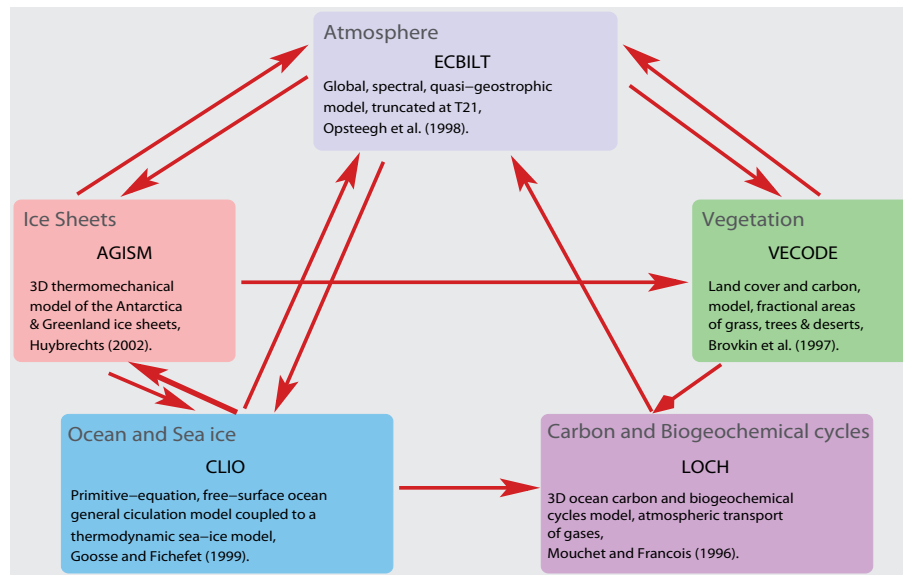 Atmosphere
ECBILT
Global, spectral, quasi−geostrophic
model, truncated at T21,
Opsteegh et al. (1998).
Ice Sheets
AGISM
3D thermomechanical
model of the Antarctica
& Greenland ice sheets,
Huybrechts (2002).
Vegetation
VECODE
Land cover and carbon,
model, fractional areas
of grass, trees & deserts,
Brovkin et al. (1997).
Ocean and Sea ice
CLIO
Primitive−equation, free−surface ocean
general ciculation model coupled to a
thermodynamic sea−ice model,
Goosse and Fichefet (1999).
Carbon and Biogeochemical cycles
LOCH
3D ocean carbon and biogeochemical
cycles model, atmospheric transport
of gases,
Mouchet and Francois (1996).